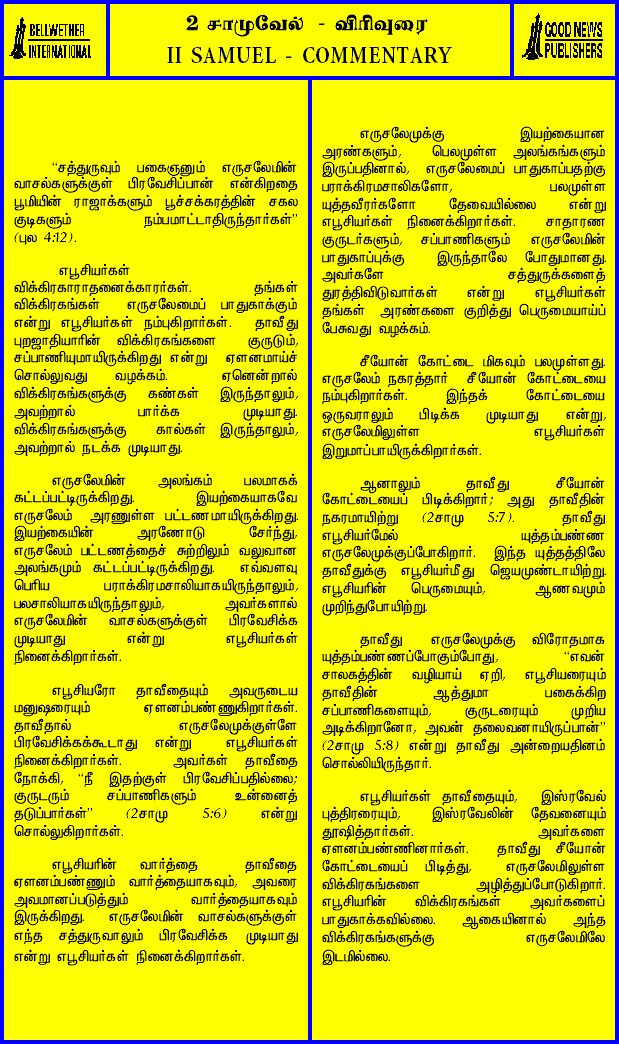 BELLWETHER
INTERNATIONAL
2 சாமுவேல் - விரிவுரை
II SAMUEL - COMMENTARY
GOOD NEWS
PUBLISHERS
“சத்துருவும் பகைஞனும் எருசலேமின்
வாசல்களுக்குள் பிரவேசிப்பான் என்கிறதை
பூமியின் ராஜாக்களும் பூச்சக்கரத்தின் சகல
குடிகளும் நம்பமாட்டாதிருந்தார்கள்”
(புல 4:12).
எபூசியர்கள்
விக்கிரகாராதனைக்காரர்கள். தங்கள்
விக்கிரகங்கள் எருசலேமைப் பாதுகாக்கும்
என்று எபூசியர்கள் நம்புகிறார்கள். தாவீது
புறஜாதியாரின் விக்கிரகங்களை குருடும்,
சப்பாணியுமாயிருக்கிறது என்று ஏளனமாய்ச்
சொல்லுவது வழக்கம். ஏனென்றால்
விக்கிரகங்களுக்கு கண்கள் இருந்தாலும்,
அவற்றால் பார்க்க முடியாது.
விக்கிரகங்களுக்கு கால்கள் இருந்தாலும்,
அவற்றால் நடக்க முடியாது.
எருசலேமின் அலங்கம் பலமாகக்
கட்டப்பட்டிருக்கிறது. இயற்கையாகவே
எருசலேம் அரணுள்ள பட்டணமாயிருக்கிறது.
இயற்கையின் அரணோடு சேர்ந்து,
எருசலேம் பட்டணத்தைச் சுற்றிலும் வலுவான
அலங்கமும் கட்டப்பட்டிருக்கிறது. எவ்வளவு
பெரிய பராக்கிரமசாலியாகயிருந்தாலும்,
பலசாலியாகயிருந்தாலும், அவர்களால்
எருசலேமின் வாசல்களுக்குள் பிரவேசிக்க
முடியாது என்று எபூசியர்கள்
நினைக்கிறார்கள்.
எபூசியரோ தாவீதையும் அவருடைய
மனுஷரையும் ஏளனம்பண்ணுகிறார்கள்.
தாவீதால் எருசலேமுக்குள்ளே
பிரவேசிக்கக்கூடாது என்று எபூசியர்கள்
நினைக்கிறார்கள். அவர்கள் தாவீதை
நோக்கி, “நீ இதற்குள் பிரவேசிப்பதில்லை;
குருடரும் சப்பாணிகளும் உன்னைத்
தடுப்பார்கள்” (2சாமு 5:6) என்று
சொல்லுகிறார்கள்.
எபூசியரின் வார்த்தை தாவீதை
ஏளனம்பண்ணும் வார்த்தையாகவும், அவரை
அவமானப்படுத்தும் வார்த்தையாகவும்
இருக்கிறது. எருசலேமின் வாசல்களுக்குள்
எந்த சத்துருவாலும் பிரவேசிக்க முடியாது
என்று எபூசியர்கள் நினைக்கிறார்கள்.
எருசலேமுக்கு இயற்கையான
அரண்களும், பெலமுள்ள அலங்கங்களும்
இருப்பதினால், எருசலேமைப் பாதுகாப்பதற்கு
பராக்கிரமசாலிகளோ, பலமுள்ள
யுத்தவீரர்களோ தேவையில்லை என்று
எபூசியர்கள் நினைக்கிறார்கள். சாதாரண
குருடர்களும், சப்பாணிகளும் எருசலேமின்
பாதுகாப்புக்கு இருந்தாலே போதுமானது.
அவர்களே சத்துருக்களைத்
துரத்திவிடுவார்கள் என்று எபூசியர்கள்
தங்கள் அரண்களை குறித்து பெருமையாய்ப்
பேசுவது வழக்கம்.
சீயோன் கோட்டை மிகவும் பலமுள்ளது.
எருசலேம் நகரத்தார் சீயோன் கோட்டையை
நம்புகிறார்கள். இந்தக் கோட்டையை
ஒருவராலும் பிடிக்க முடியாது என்று,
எருசலேமிலுள்ள எபூசியர்கள்
இறுமாப்பாயிருக்கிறார்கள்.
ஆனாலும் தாவீது சீயோன்
கோட்டையைப் பிடிக்கிறார்; அது தாவீதின்
நகரமாயிற்று (2சாமு 5:7). தாவீது
எபூசியர்மேல் யுத்தம்பண்ண
எருசலேமுக்குப்போகிறார். இந்த யுத்தத்திலே
தாவீதுக்கு எபூசியர்மீது ஜெயமுண்டாயிற்று.
எபூசியரின் பெருமையும், ஆணவமும்
முறிந்துபோயிற்று.
தாவீது எருசலேமுக்கு விரோதமாக
யுத்தம்பண்ணப்போகும்போது, “எவன்
சாலகத்தின் வழியாய் ஏறி, எபூசியரையும்
தாவீதின் ஆத்துமா பகைக்கிற
சப்பாணிகளையும், குருடரையும் முறிய
அடிக்கிறானோ, அவன் தலைவனாயிருப்பான்”
(2சாமு 5:8) என்று தாவீது அன்றையதினம்
சொல்லியிருந்தார்.
எபூசியர்கள் தாவீதையும், இஸ்ரவேல்
புத்திரரையும், இஸ்ரவேலின் தேவனையும்
தூஷித்தார்கள். அவர்களை
ஏளனம்பண்ணினார்கள். தாவீது சீயோன்
கோட்டையைப் பிடித்து, எருசலேமிலுள்ள
விக்கிரகங்களை அழித்துப்போடுகிறார்.
எபூசியரின் விக்கிரகங்கள் அவர்களைப்
பாதுகாக்கவில்லை. ஆகையினால் அந்த
விக்கிரகங்களுக்கு எருசலேமிலே
இடமில்லை.